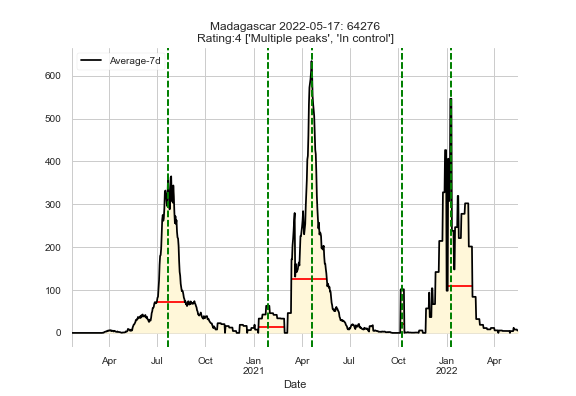 Madagascar 2022-05-17: 64276
Rating:4 ['Multiple peaks', 'In control']
Average-7d
600
500
400
300
200
100
0
Apr Jul Oct Jan Apr Jul Oct Jan Apr
2021 2022
Date